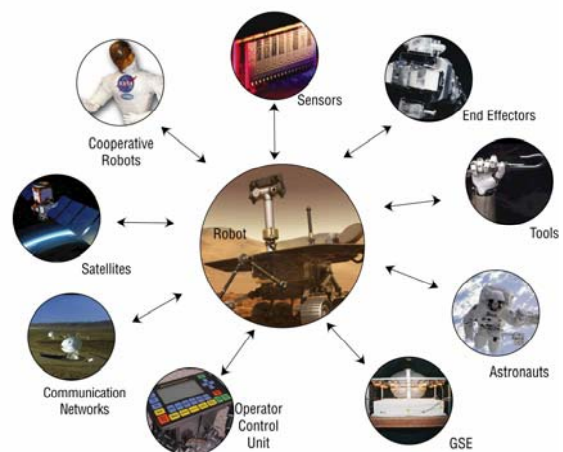 Sensors
End Effectors
Cooperative
Robots
Robot
Tools
Satellites
Astronauts
Communication
Networks
Operator
Control
Unit
GSE